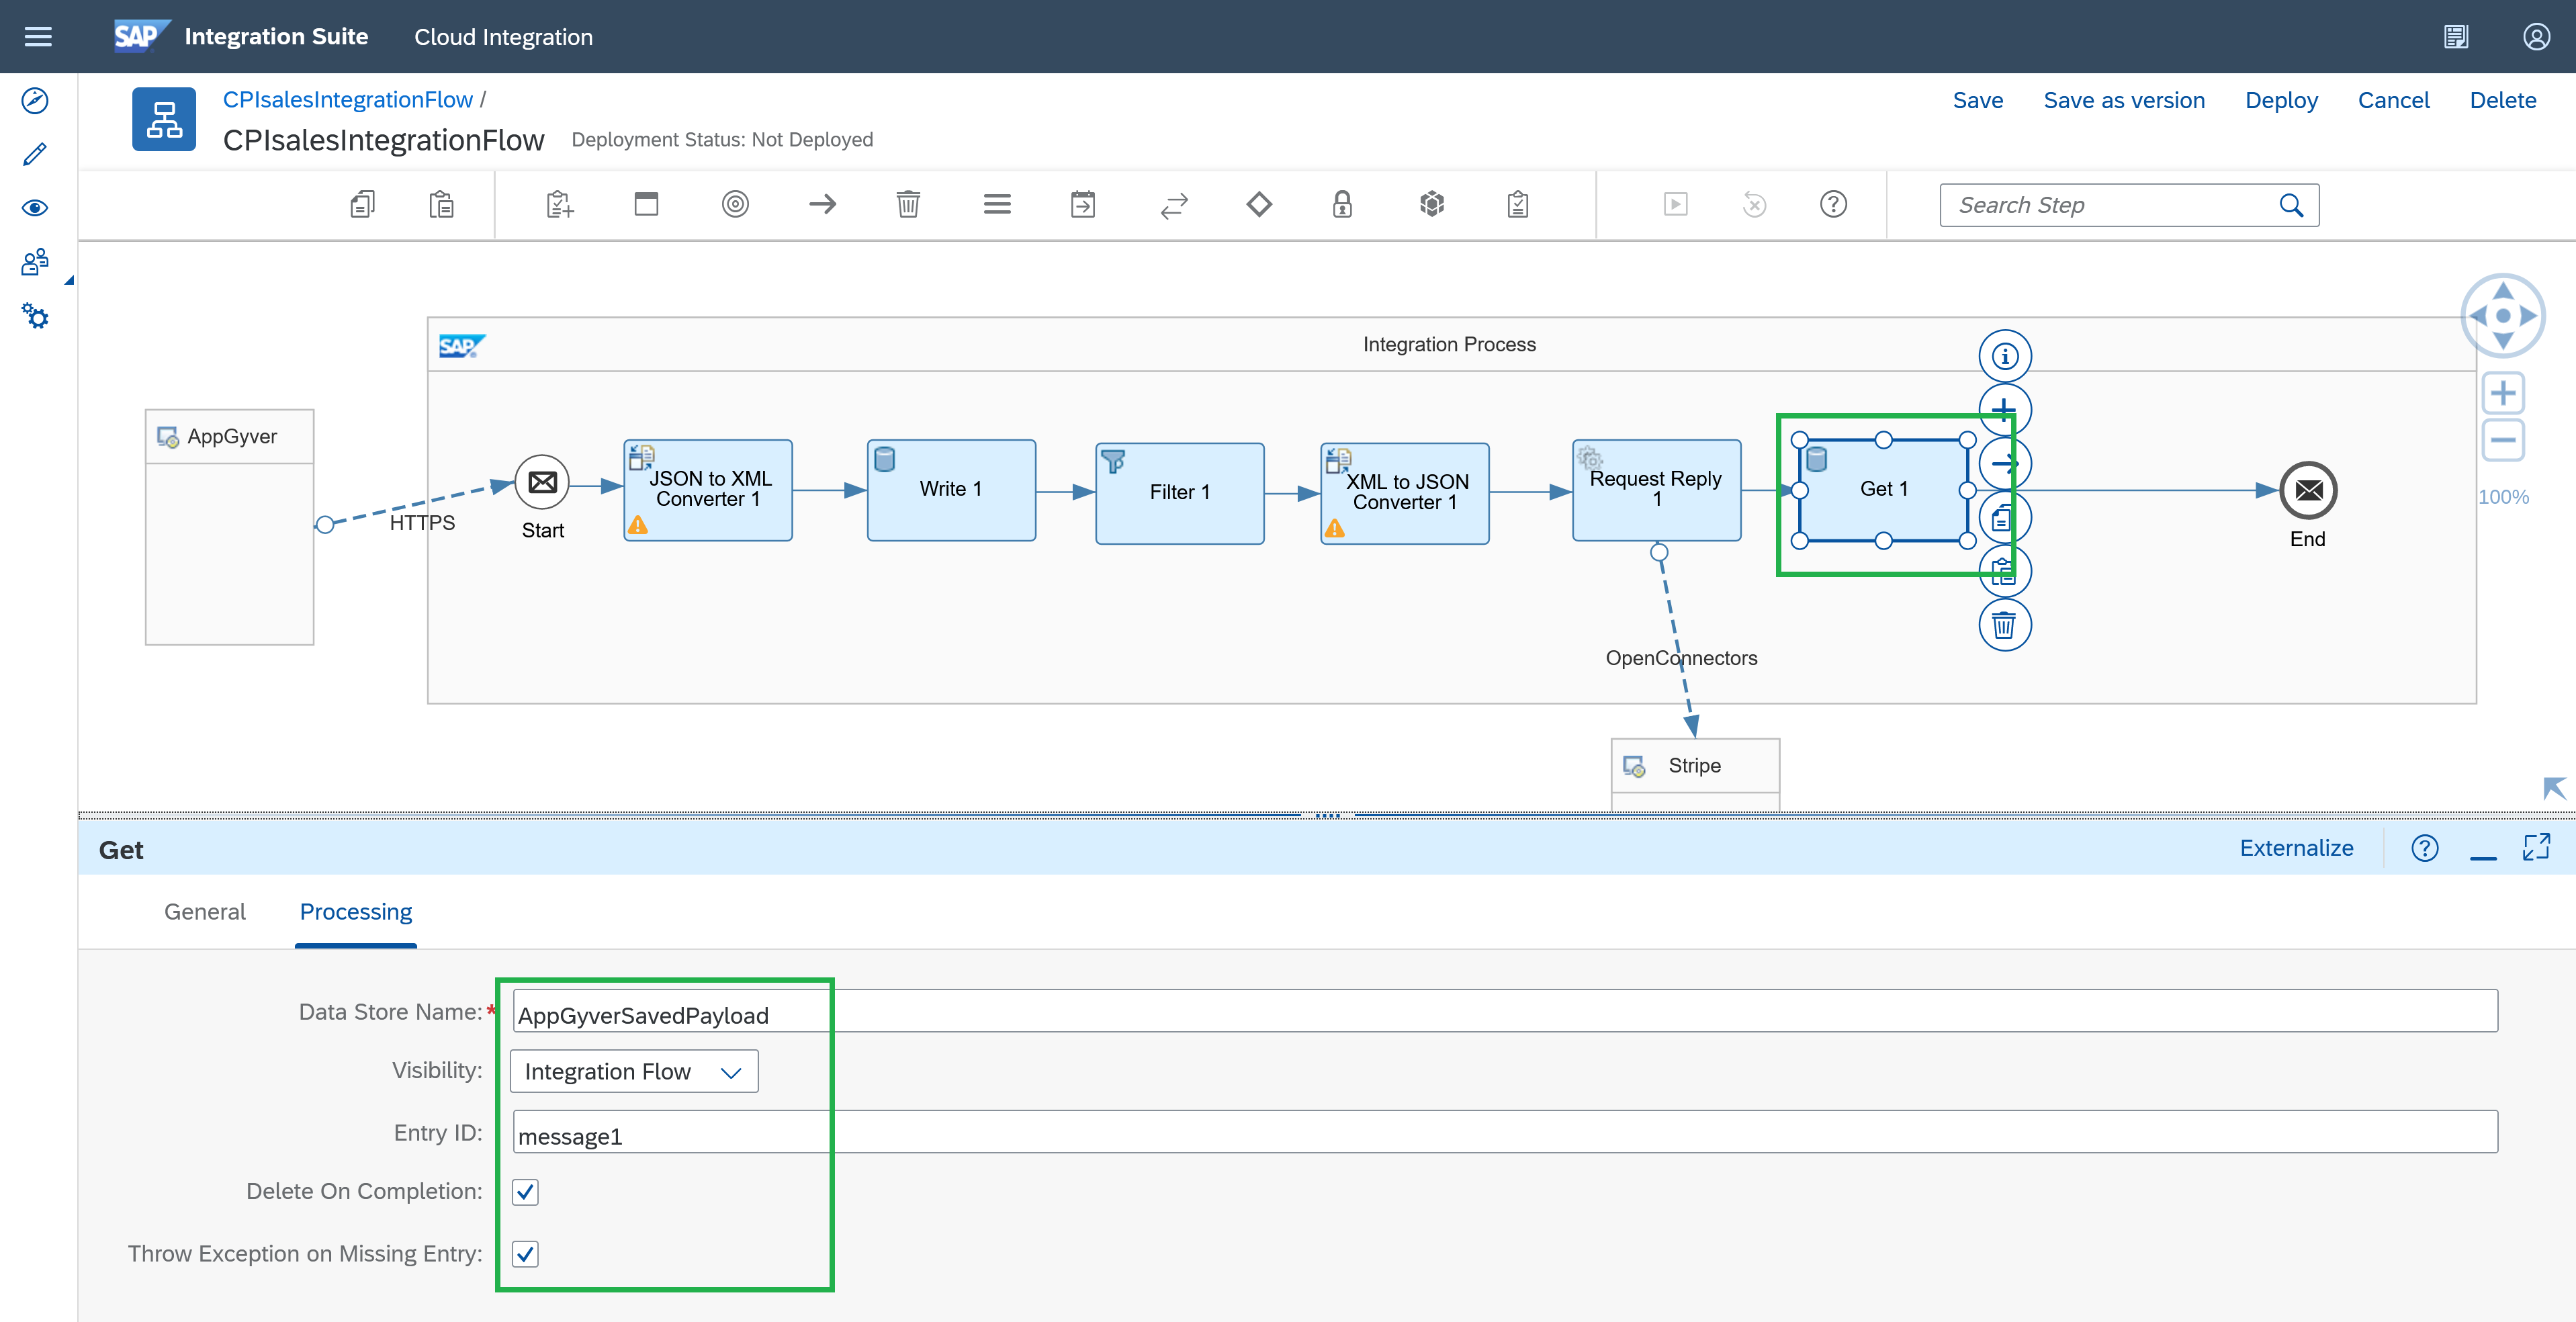 SAP Integration Suite Cloud Integration
CPIsalesIntegrationFlow /
CPIsalesIntegrationFlow Deployment Status: Not Deployed
Save Save as version Deploy Cancel Delete
Search Step
SAP Integration Process
AppGyver
HTTPS
Start
JSON to XML
Converter 1
Write 1
Filter 1
XML to JSON
Converter 1
Request Reply
1
Get 1
End
100%
OpenConnectors
Stripe
Get Externalize
General Processing
Data Store Name:* AppGyverSavedPayload
Visibility: Integration Flow
Entry ID: message1
Delete On Completion:
Throw Exception on Missing Entry: